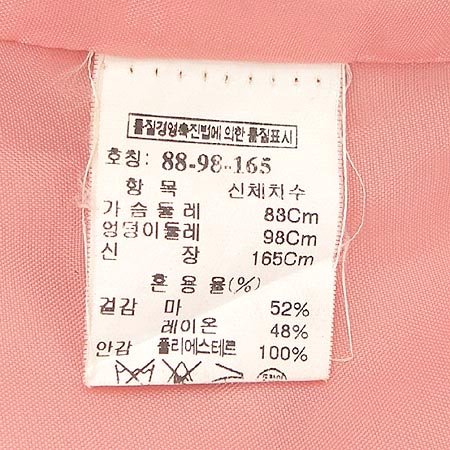 품질경영촉진법에 의한 품질표시
호칭: 88-98-165
항 목 신체차수
가 슴 둘 레 88Cm
엉덩이둘레 98Cm
신 장 165Cm
혼 용 율(%)
겉감 마 52%
레이온 48%
안감 폴리에스테르 100%